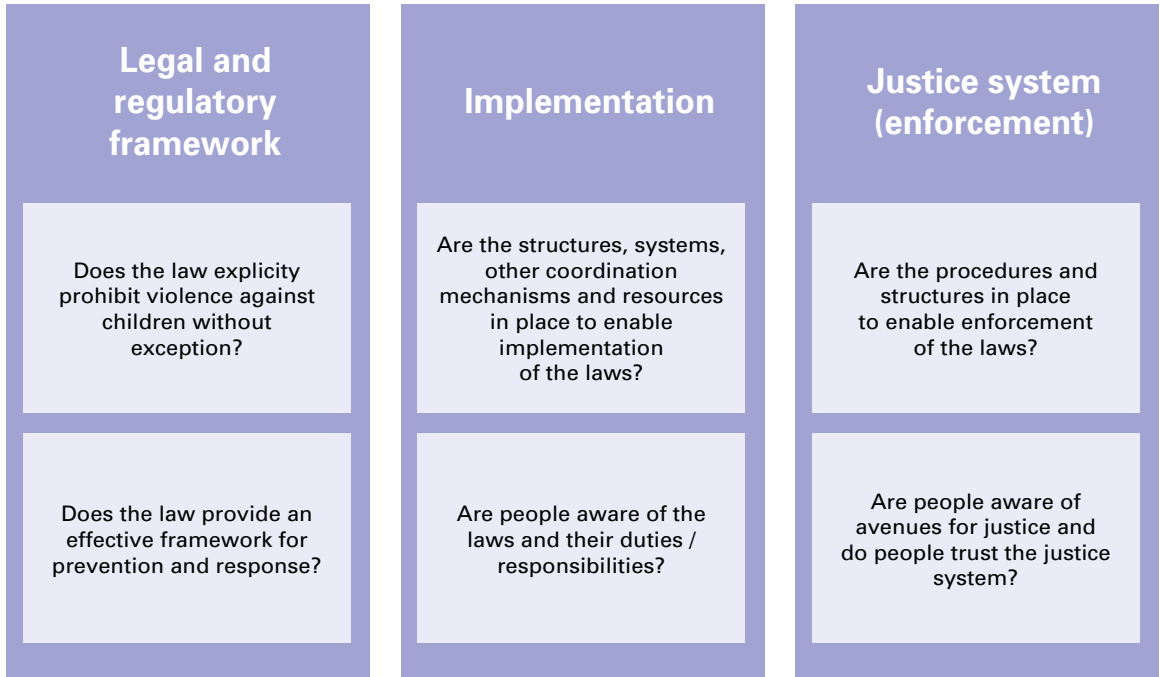 Legal and
regulatory
framework
Does the law explicity
prohibit violence against
children without
exception?
Does the law provide an
effective framework for
prevention and response?
Implementation
Are the structures, systems,
other coordination
mechanisms and resources
in place to enable
implementation
of the laws?
Are people aware of the
laws and their duties /
responsibilities?
Justice system
(enforcement)
Are the procedures and
structures in place
to enable enforcement
of the laws?
Are people aware of
avenues for justice and
do people trust the justice
system?